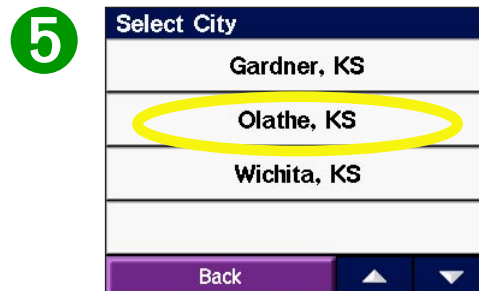 5
Select City
Gardner, KS
Olathe, KS
Wichita, KS
Back